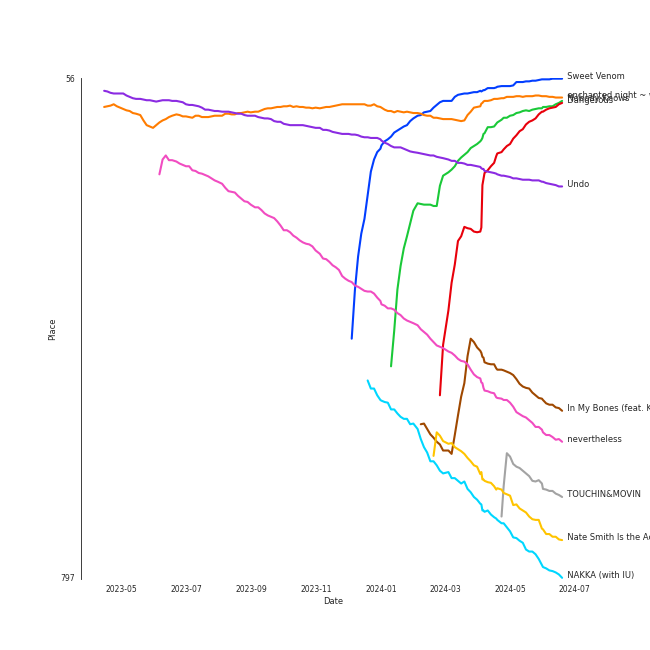 56
Sweet Venom
enchanted night ~
Dangerous
Undo
Place
In My Bones (feat. K
nevertheless
TOUCHIN&MOVIN
Nate Smith Is the A
797
NAKKA (with IU)
2023-05
2023-07
2023-09
2023-11
2024-01
2024-03
2024-05
2024-07
Date